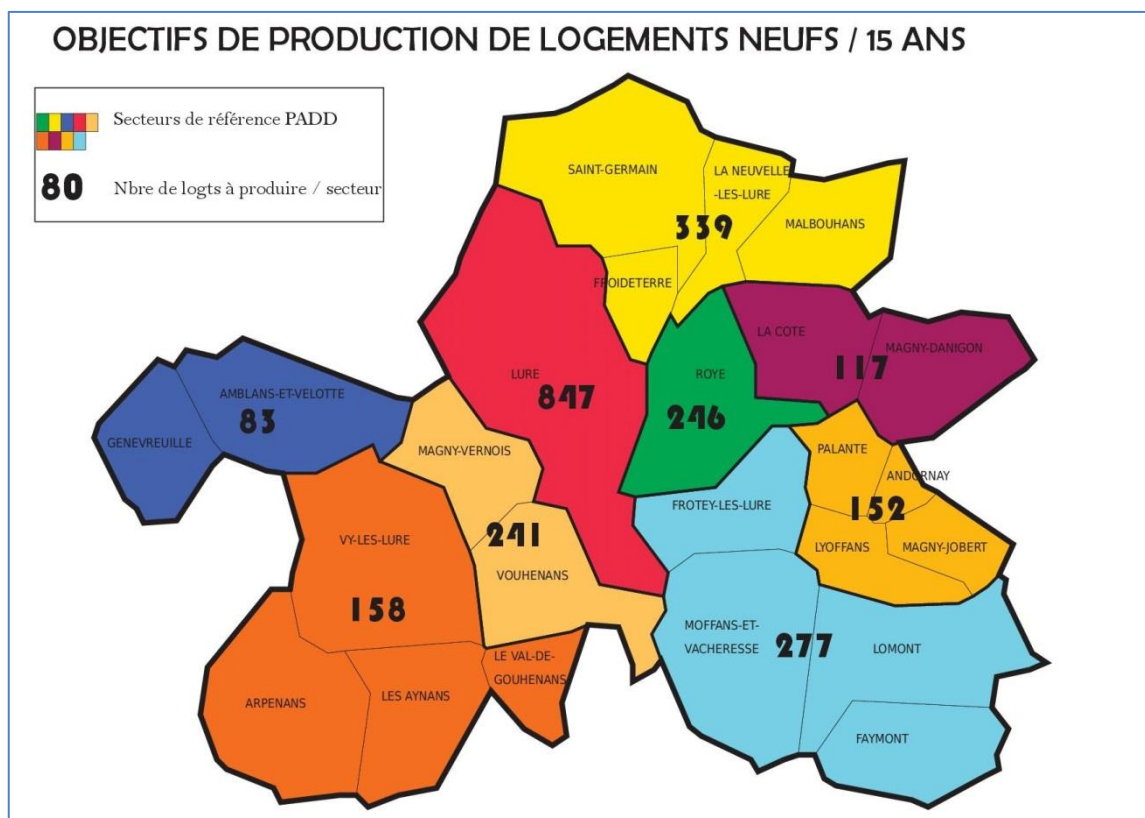 OBJECTIFS DE PRODUCTION DE LOGEMENTS NEUFS / 15 ANS
Secteurs de référence PADD
80 Nbre de logts à produire / secteur
SAINT-GERMAIN
LA NEUVELLE
-LES-LURE
MALBOUHANS
339
FROIDETERRE
LA COTE
MAGNY-DANIGON
117
LURE
847
ROYE
246
AMBLANS-ET-VELOTTE
83
GENEVREUILLE
MAGNY-VERNOIS
241
VOUHENANS
PALANTE
ANDORNAY
152
LYOFFANS
MAGNY-JOBERT
FROTEY-LES-LURE
VY-LES-LURE
158
MOFFANS-ET-
VACHERESSE
277
LOMONT
LE VAL-DE-
GOUHENANS
ARPENANS
LES AYNANS
FAYMONT